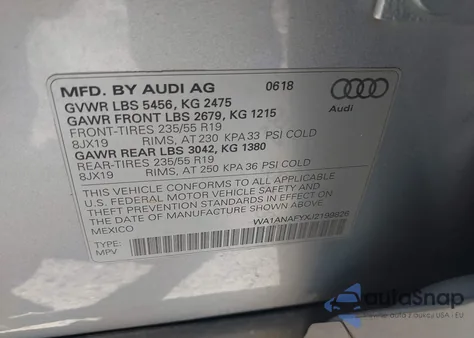 MFD. BY AUDI AG 0618
GVWR LBS 5456, KG 2475
GAWR FRONT LBS 2679, KG 1215
FRONT-TIRES 235/55 R19
8JX19 RIMS, AT 230 KPA 33 PSI COLD
GAWR REAR LBS 3042, KG 1380
REAR-TIRES 235/55 R19
8JX19 RIMS, AT 250 KPA 36 PSI COLD
Audi
THIS VEHICLE CONFORMS TO ALL APPLICABLE
U.S. FEDERAL MOTOR VEHICLE SAFETY AND
THEFT PREVENTION STANDARDS IN EFFECT ON
THE DATE OF MANUFACTURE SHOWN ABOVE
MEXICO WA1ANAFYXJ2199826
TYPE:
MPV
autoSnap